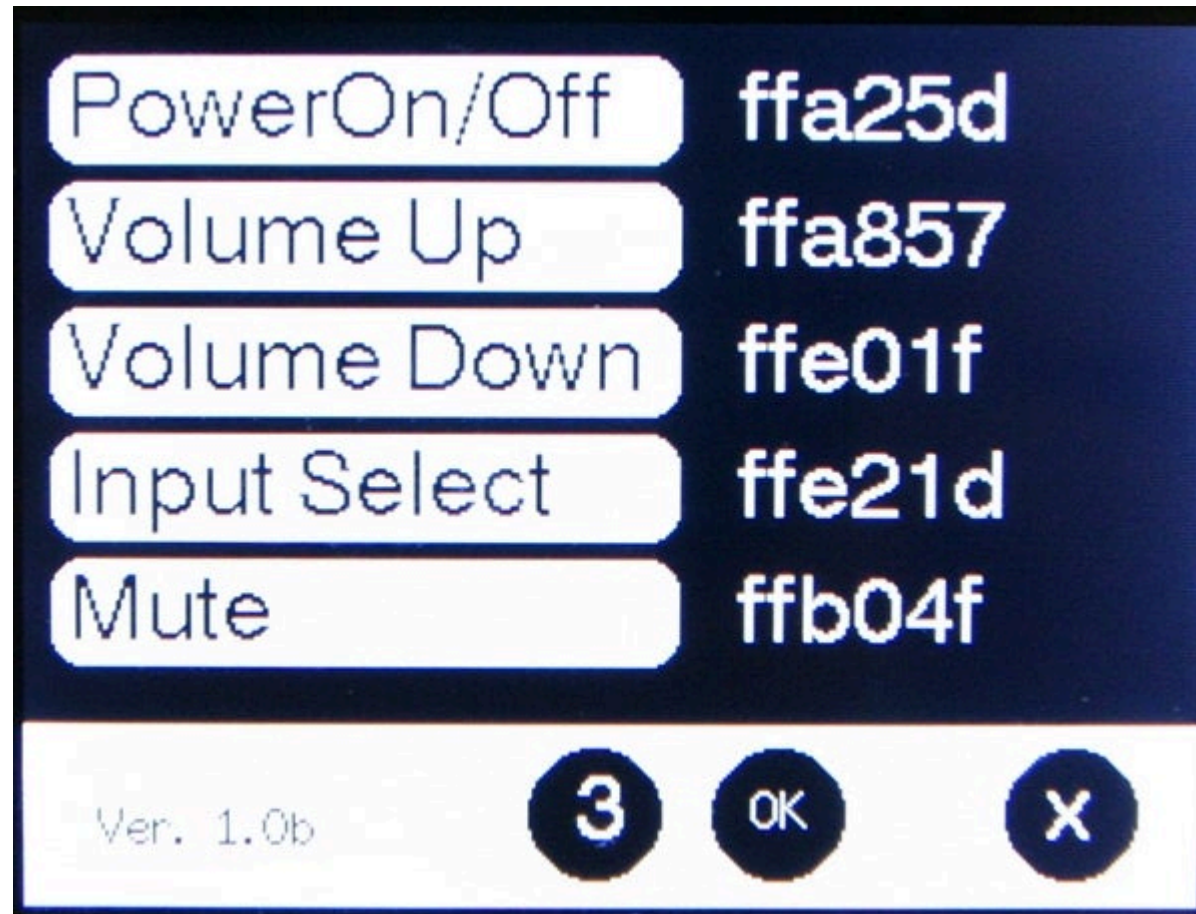 PowerOn/Off ffa25d
Volume Up ffa857
Volume Down ffe01f
Input Select ffe21d
Mute ffb04f
Ver. 1.0b 3 OK X